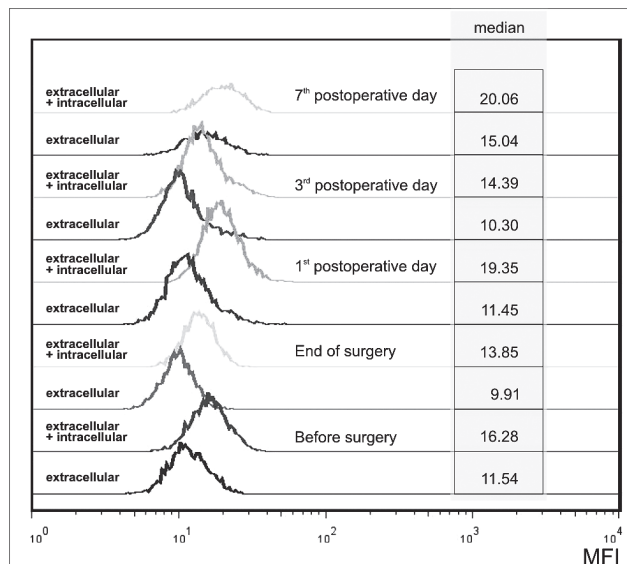 median
extracellular
+ intracellular
7th postoperative day
20.06
extracellular
15.04
extracellular
+ intracellular
3rd postoperative day
14.39
extracellular
10.30
extracellular
+ intracellular
1st postoperative day
19.35
extracellular
11.45
extracellular
+ intracellular
End of surgery
13.85
extracellular
9.91
extracellular
+ intracellular
Before surgery
16.28
extracellular
11.54
10^0 10^1 10^2 10^3 10^4
MFI